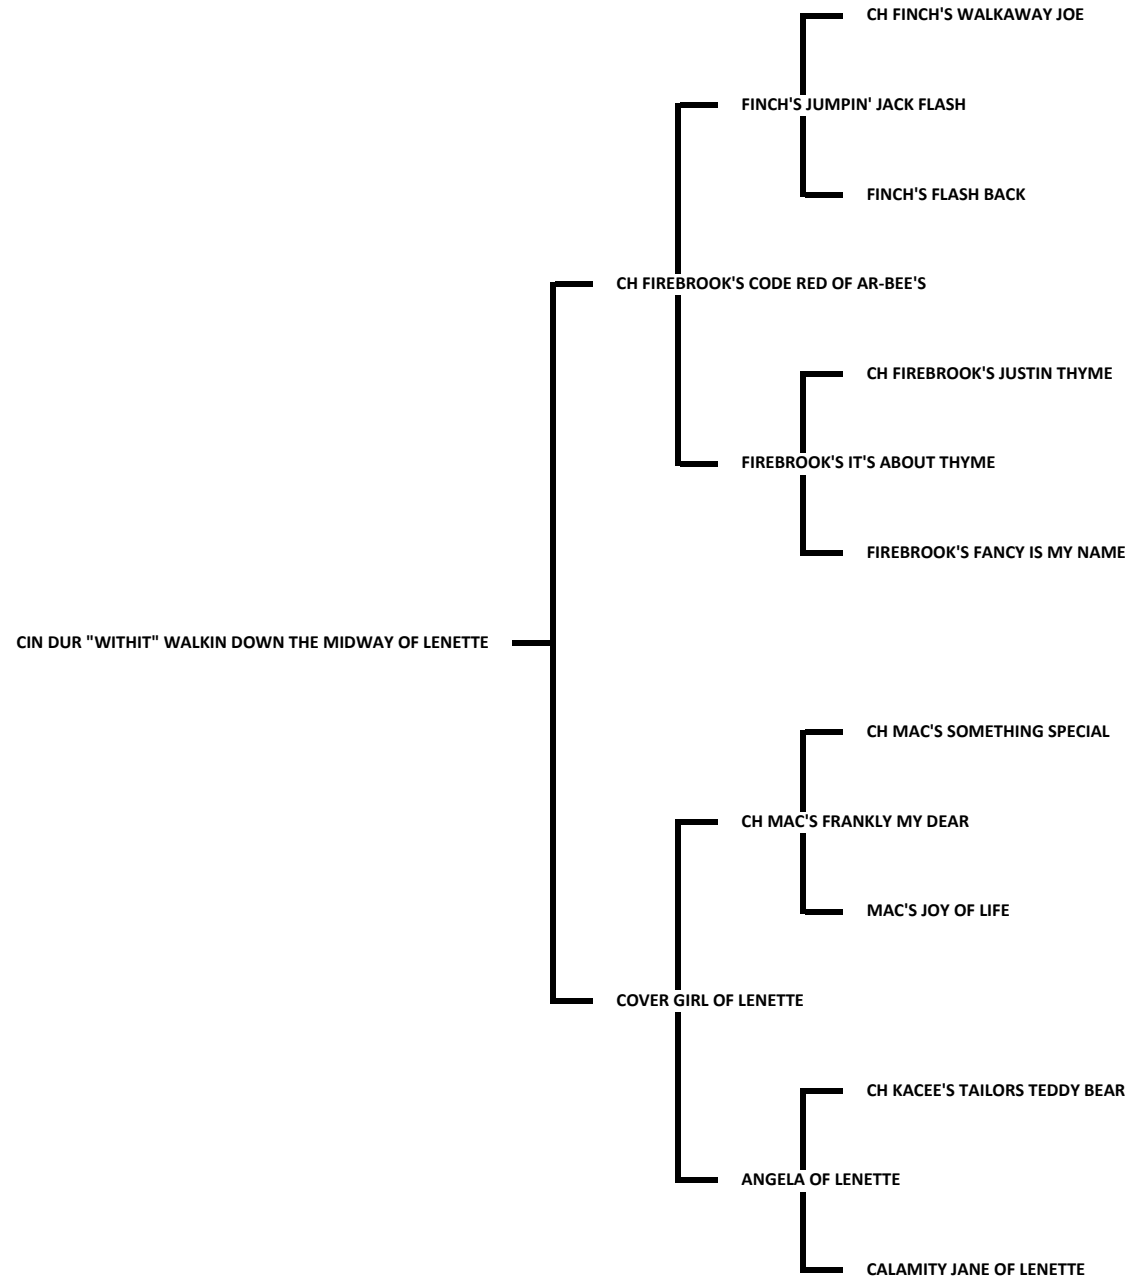 CH FINCH'S WALKAWAY JOE
FINCH'S JUMPIN' JACK FLASH
FINCH'S FLASH BACK
CH FIREBROOK'S CODE RED OF AR-BEE'S
CH FIREBROOK'S JUSTIN THYME
FIREBROOK'S IT'S ABOUT THYME
FIREBROOK'S FANCY IS MY NAME
CIN DUR "WITHIT" WALKIN DOWN THE MIDWAY OF LENETTE
CH MAC'S SOMETHING SPECIAL
CH MAC'S FRANKLY MY DEAR
MAC'S JOY OF LIFE
COVER GIRL OF LENETTE
CH KACEE'S TAILORS TEDDY BEAR
ANGELA OF LENETTE
CALAMITY JANE OF LENETTE